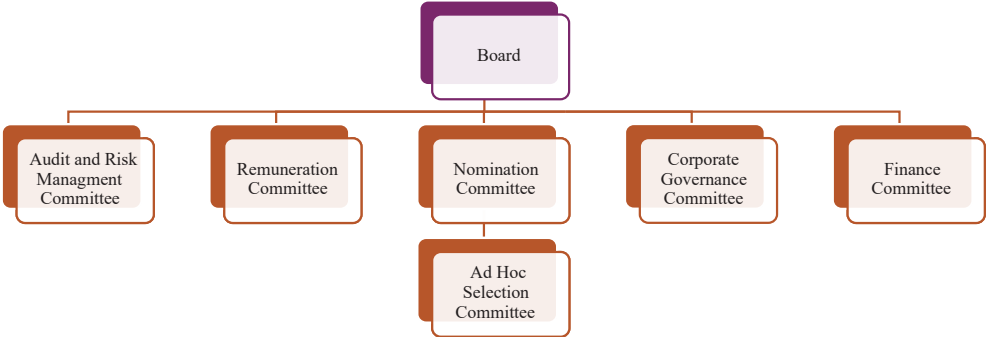 Board
Audit and Risk
Managment
Committee
Remuneration
Committee
Nomination
Committee
Corporate
Governance
Committee
Finance
Committee
Ad Hoc
Selection
Committee